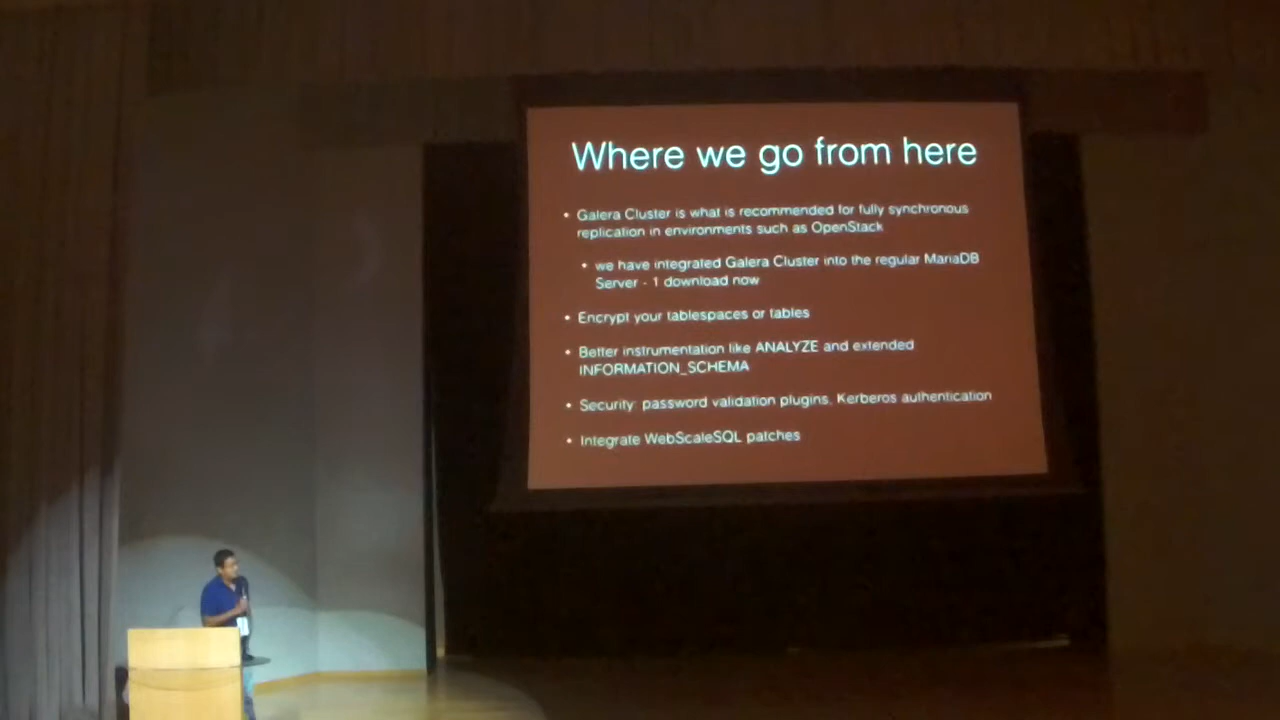 Where we go from here
• Galera Cluster is what is recommended for fully synchronous
replication in environments such as OpenStack
• we have integrated Galera Cluster into the regular MariaDB
Server - 1 download now
• Encrypt your tablespaces or tables
• Better instrumentation like ANALYZE and extended
INFORMATION_SCHEMA
• Security: password validation plugins, Kerberos authentication
• Integrate WebScaleSQL patches